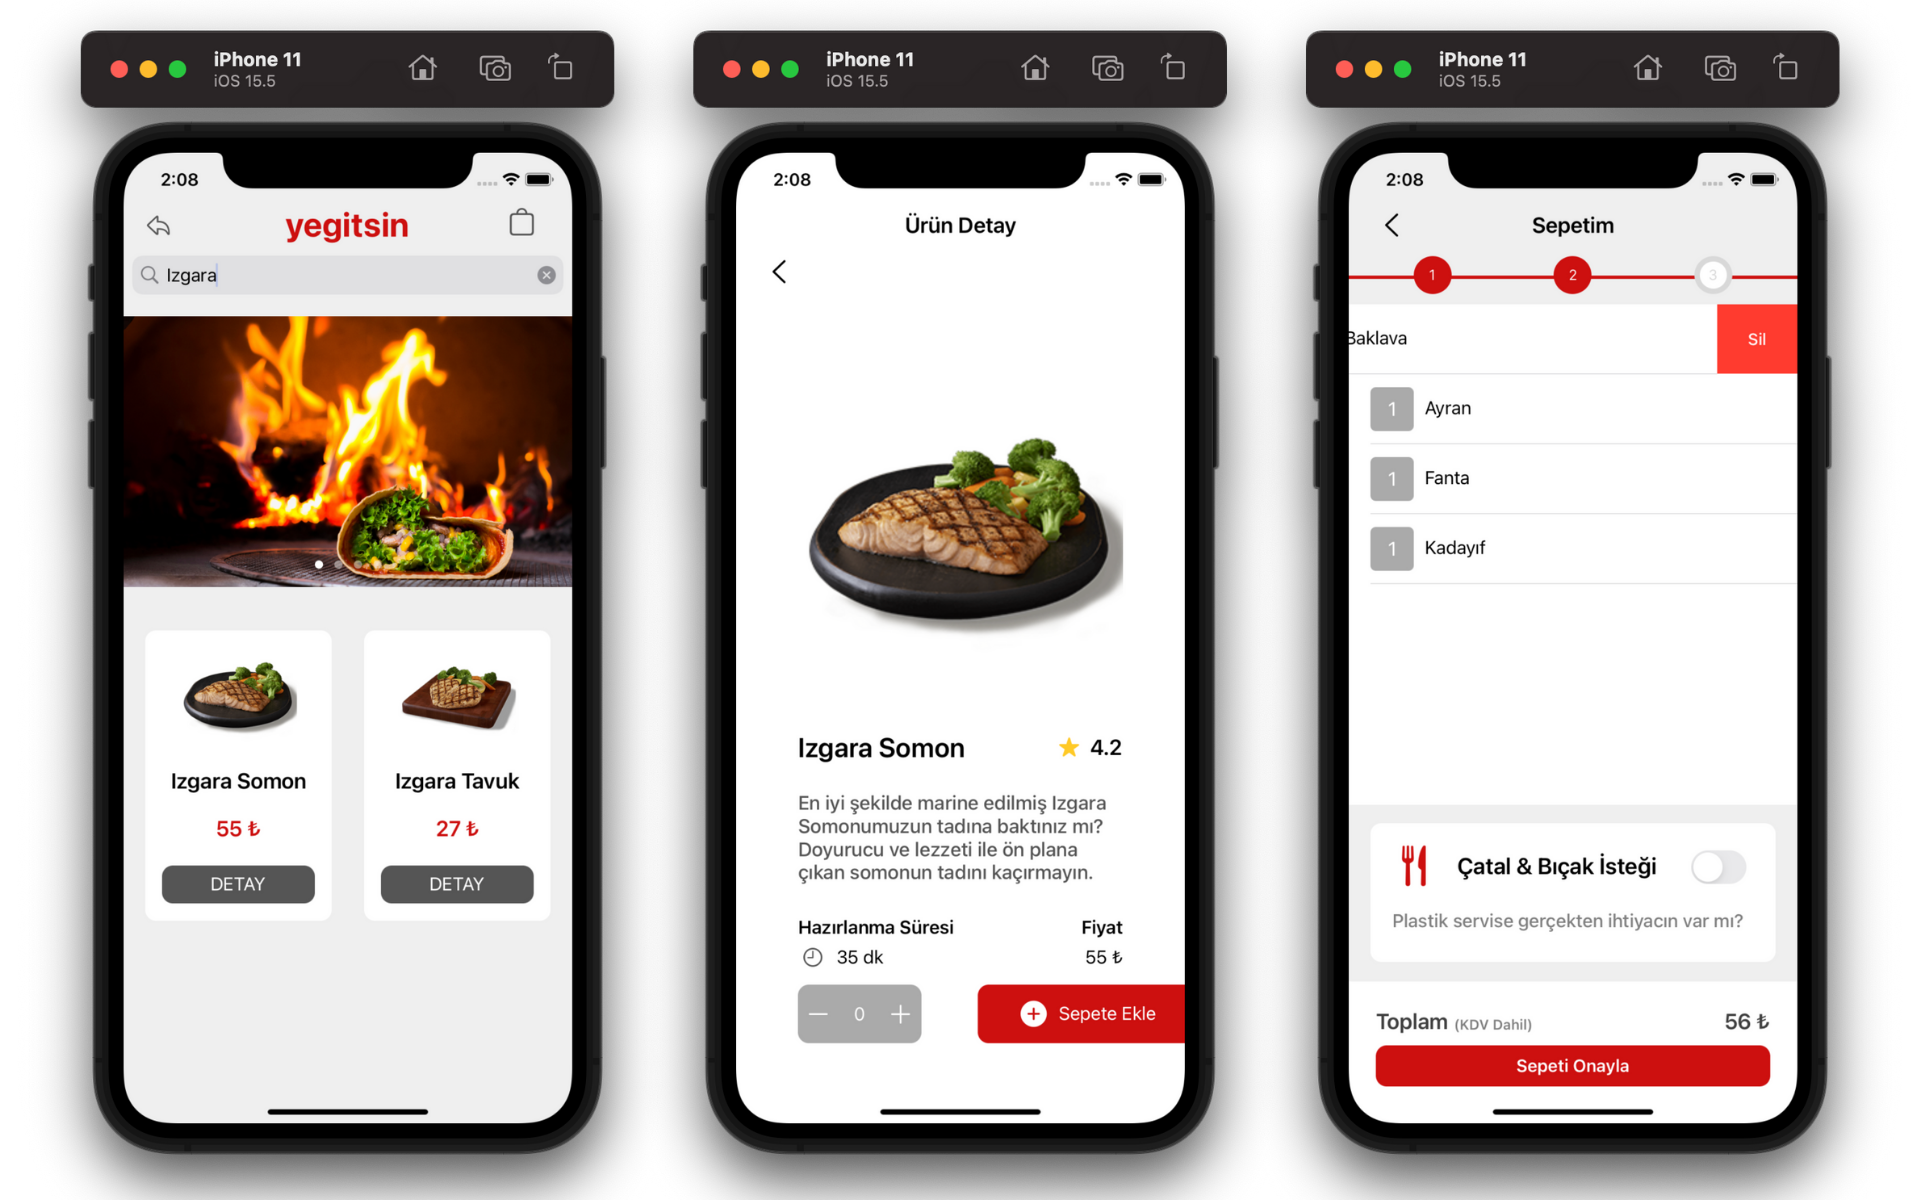 iPhone 11
iOS 15.5
2:08
yegitsin
Izgara
Izgara Somon
55 ₺
DETAY
Izgara Tavuk
27 ₺
DETAY
iPhone 11
iOS 15.5
2:08
Ürün Detay
Izgara Somon
4.2
En iyi şekilde marine edilmiş Izgara
Somonumuzun tadına baktınız mı?
Doyurucu ve lezzeti ile ön plana
çıkan somonun tadını kaçırmayın.
Hazırlanma Süresi
Fiyat
35 dk
55 ₺
0
Sepete Ekle
iPhone 11
iOS 15.5
2:08
Sepetim
1 2 3
Baklava
Sil
1 Ayran
1 Fanta
1 Kadayıf
Çatal & Bıçak İsteği
Plastik servise gerçekten ihtiyacın var mı?
Toplam (KDV Dahil)
56 ₺
Sepeti Onayla